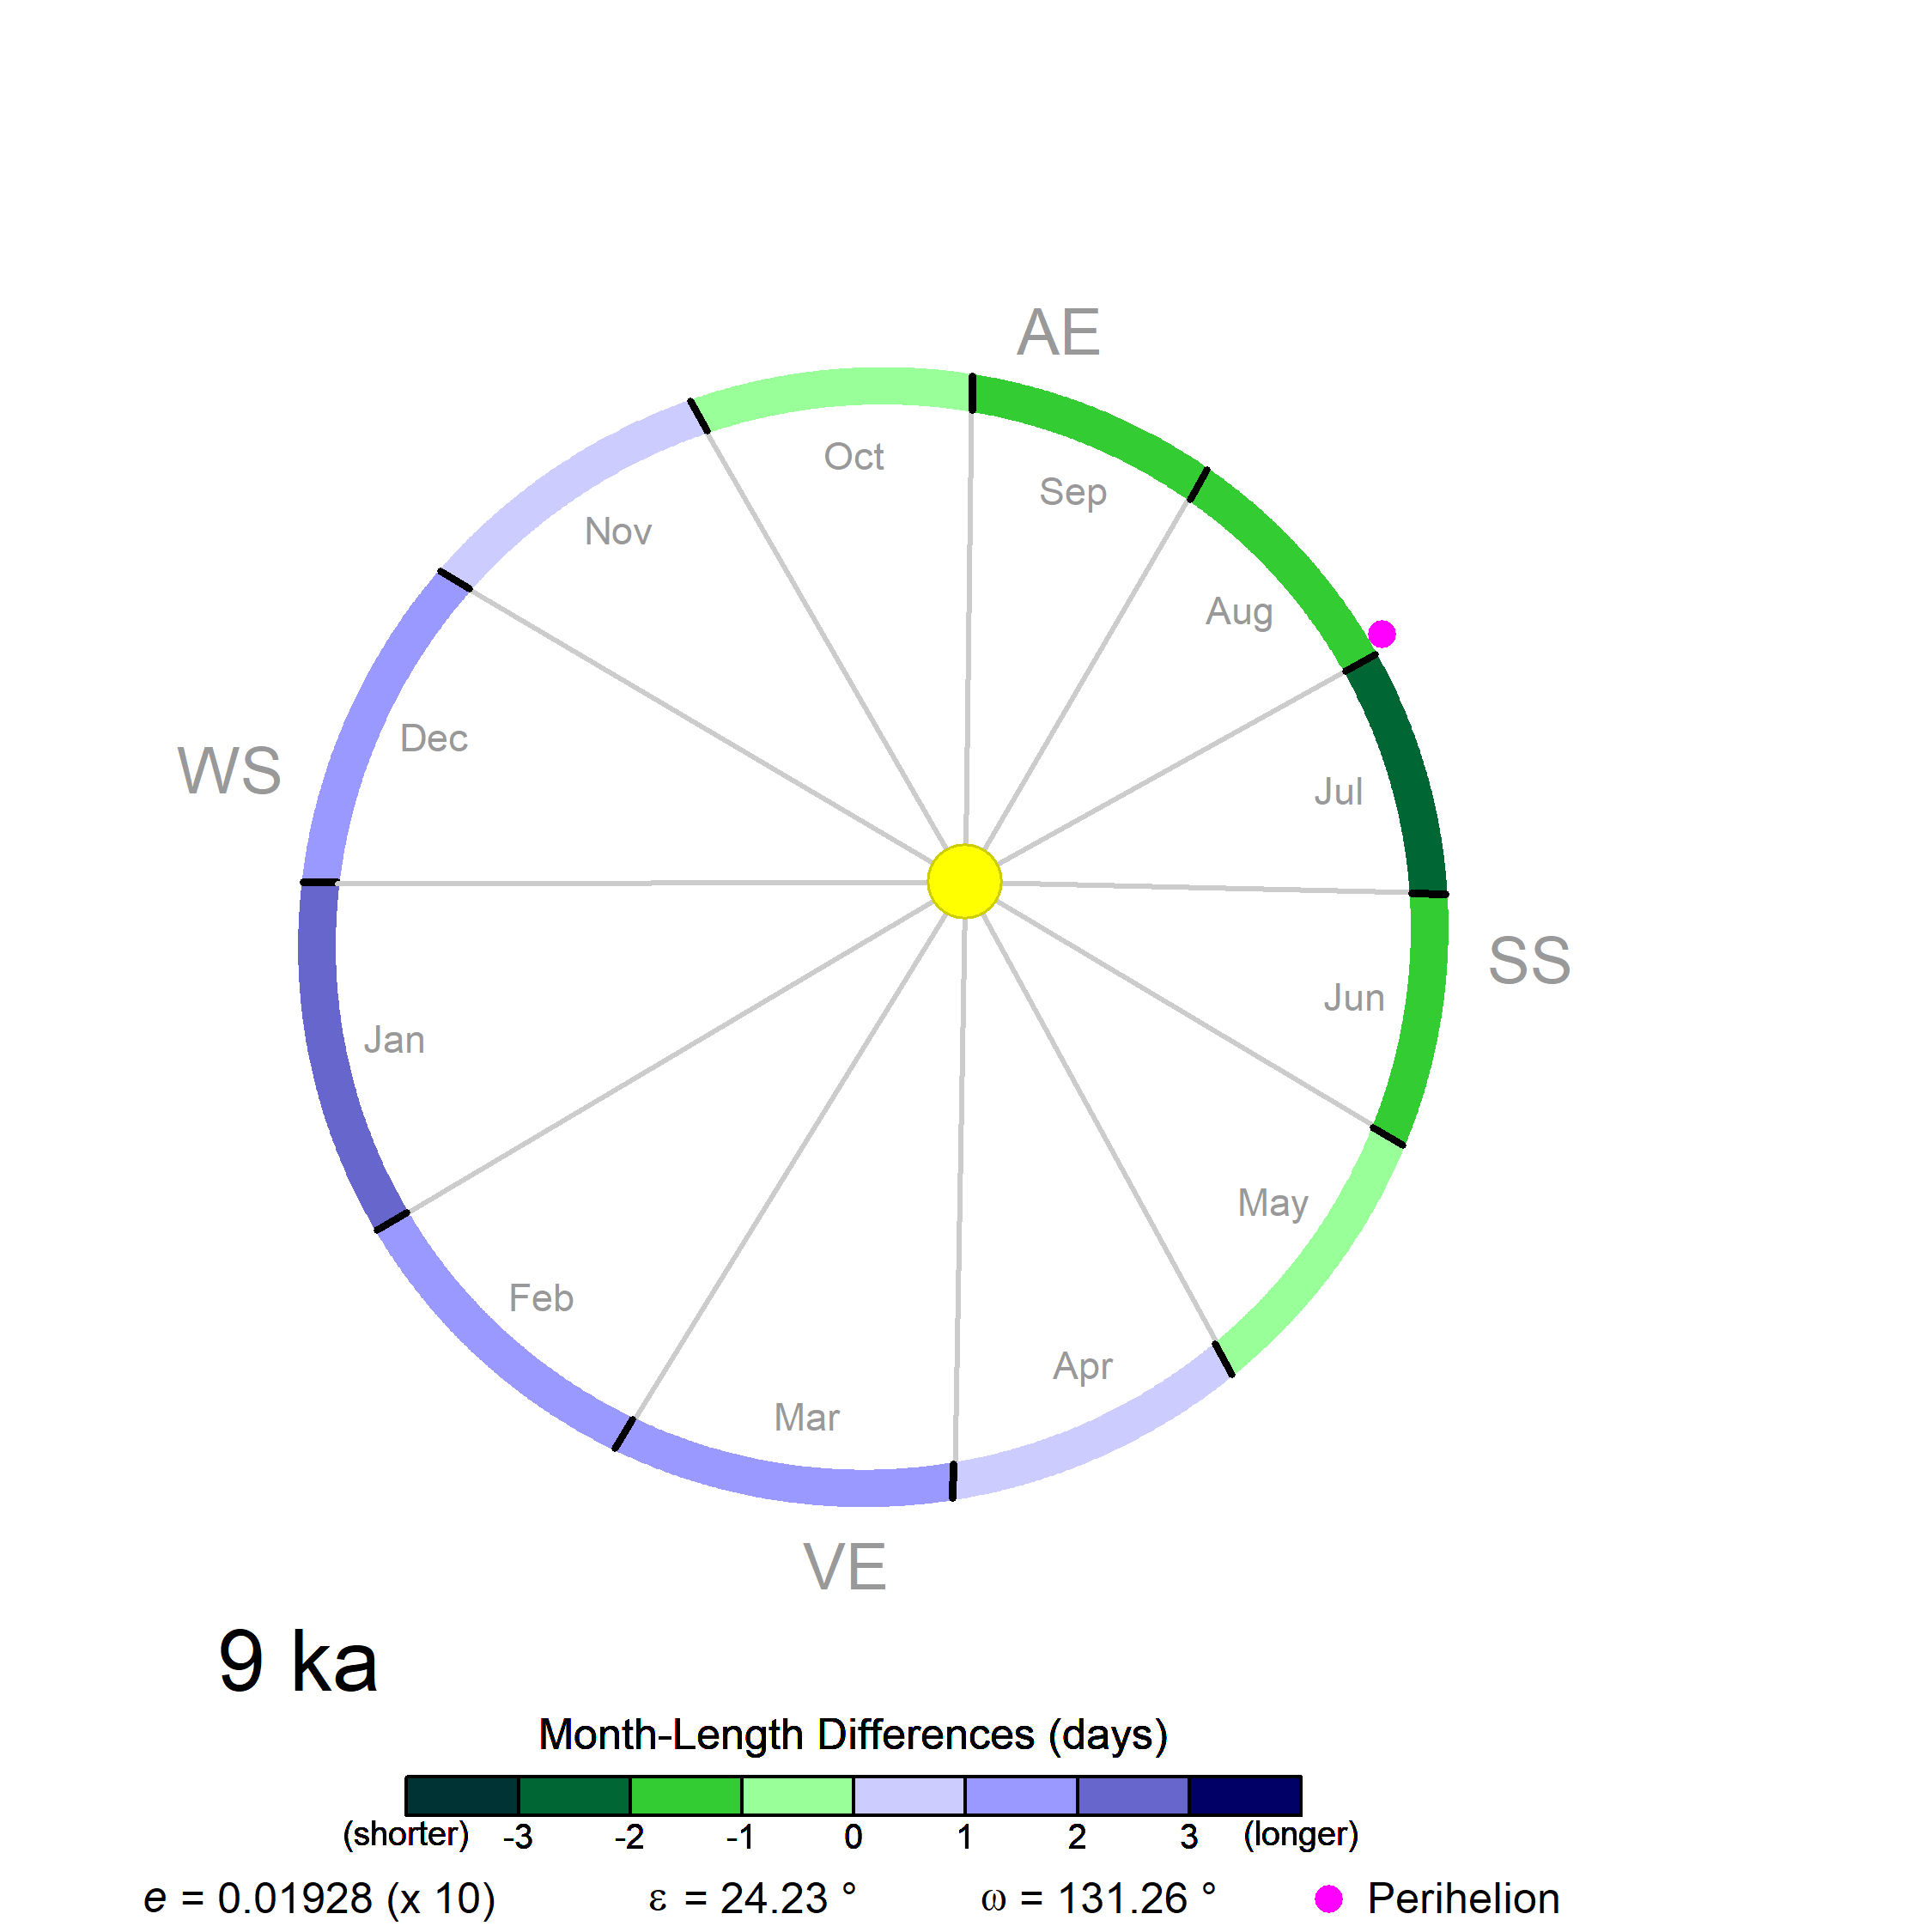 AE
Oct
Sep
Nov
Aug
Dec
WS
Jul
SS
Jun
Jan
May
Feb
Apr
Mar
VE
9 ka
Month-Length Differences (days)
(shorter) -3 -2 -1 0 1 2 3 (longer)
e = 0.01928 (x 10) ε = 24.23 ° ω = 131.26 ° Perihelion